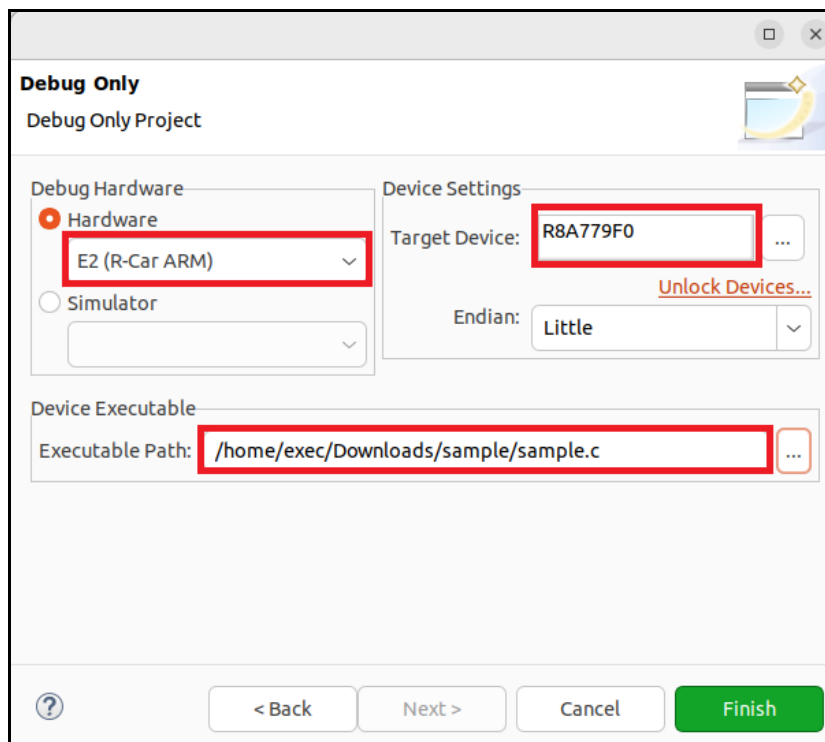 Debug Only
Debug Only Project
Debug Hardware
Hardware
E2 (R-Car ARM)
Simulator
Device Settings
Target Device: R8A779F0 ...
Unlock Devices...
Endian: Little
Device Executable
Executable Path: /home/exec/Downloads/sample/sample.c ...
? < Back Next > Cancel Finish